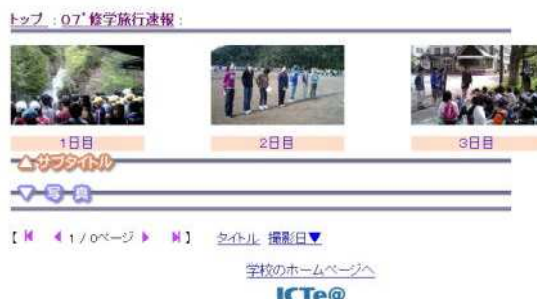 トップ : 07'修学旅行速報 :
1日目 2日目 3日目
△サブタイトル
▽写真
【 1 / 0ページ 】 タイトル 撮影日▼
学校のホームページへ
ICTe@